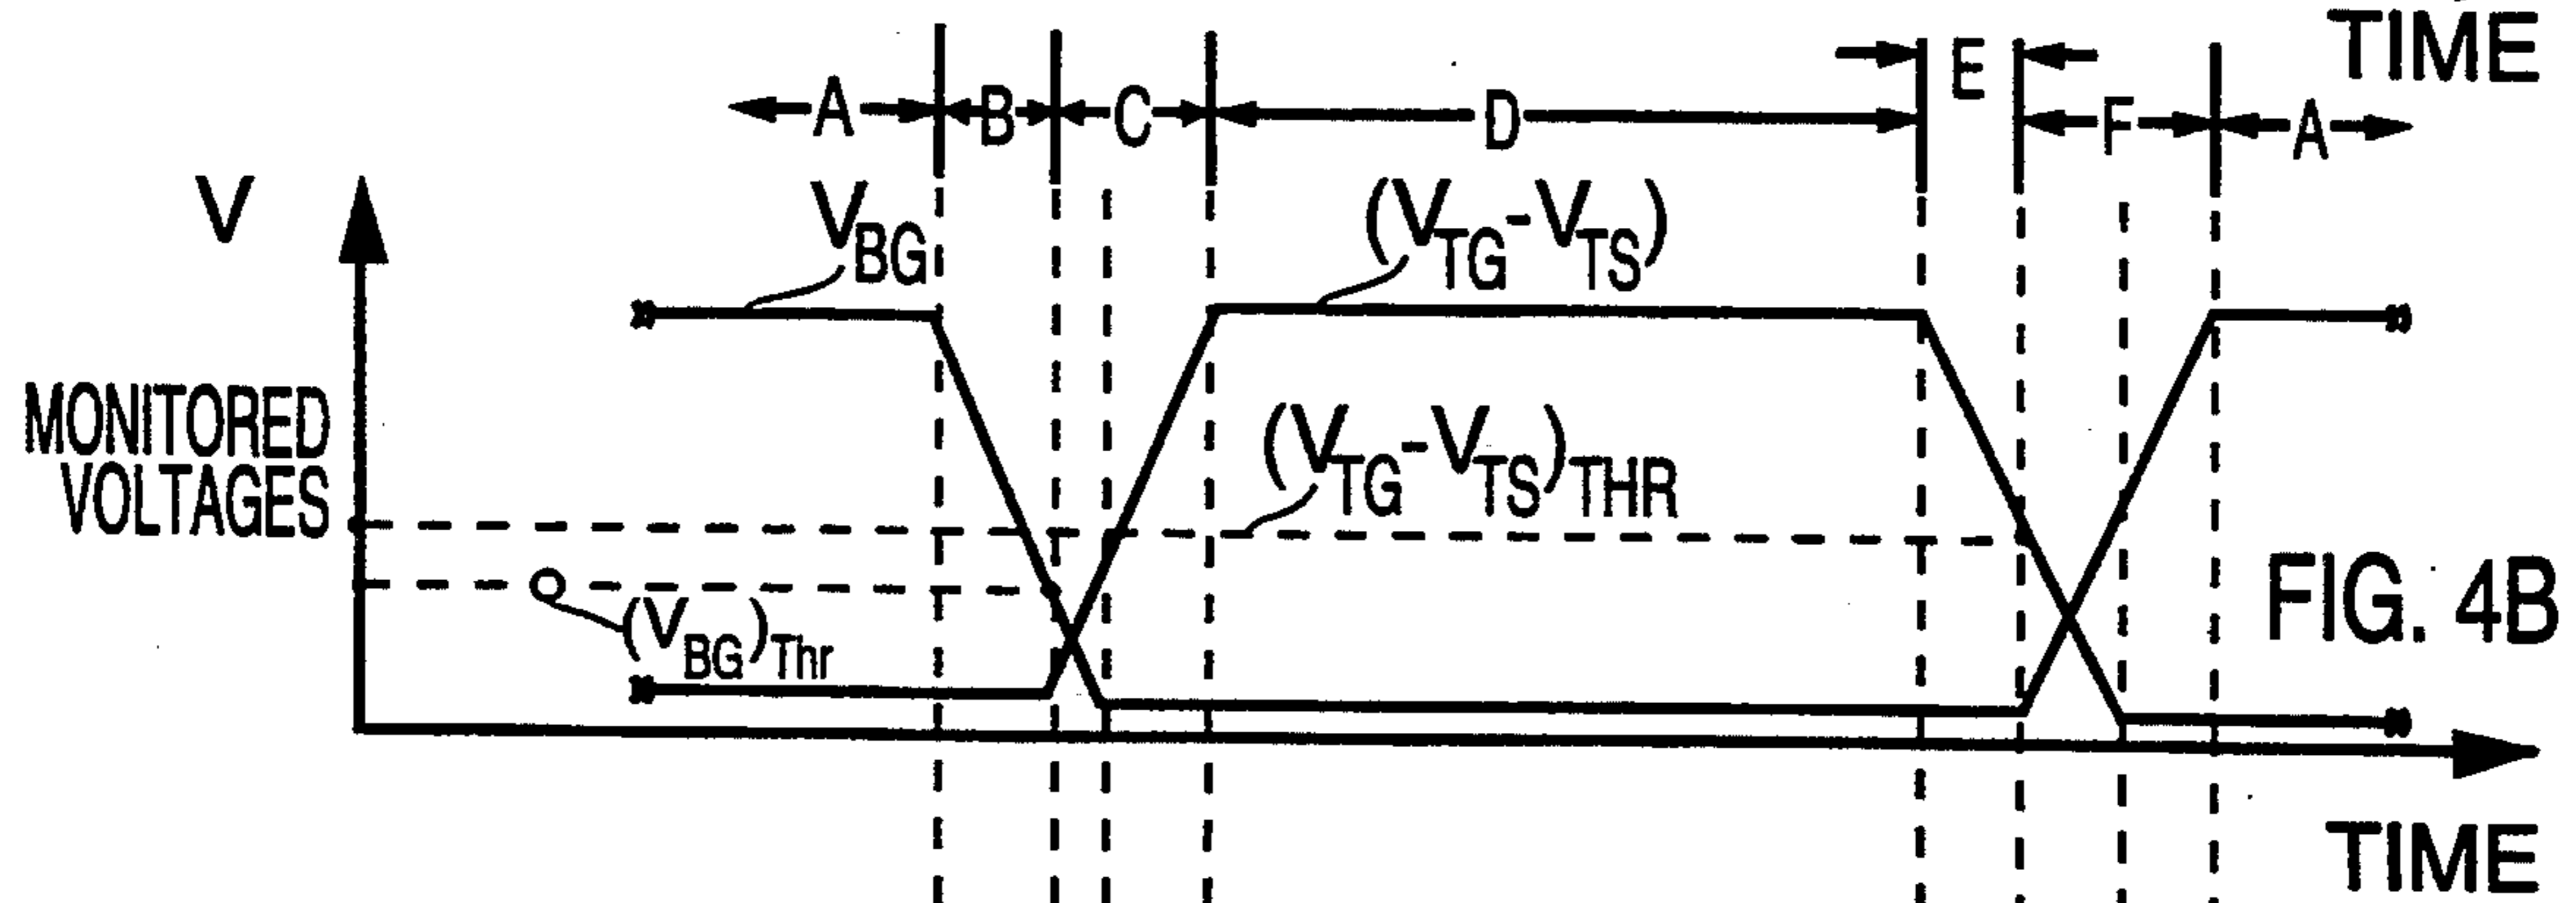 TIME
A B C D E F A
V
V_BG
(V_TG-V_TS)
MONITORED
VOLTAGES
(V_TG-V_TS)_THR
(V_BG)_Thr
FIG. 4B
TIME